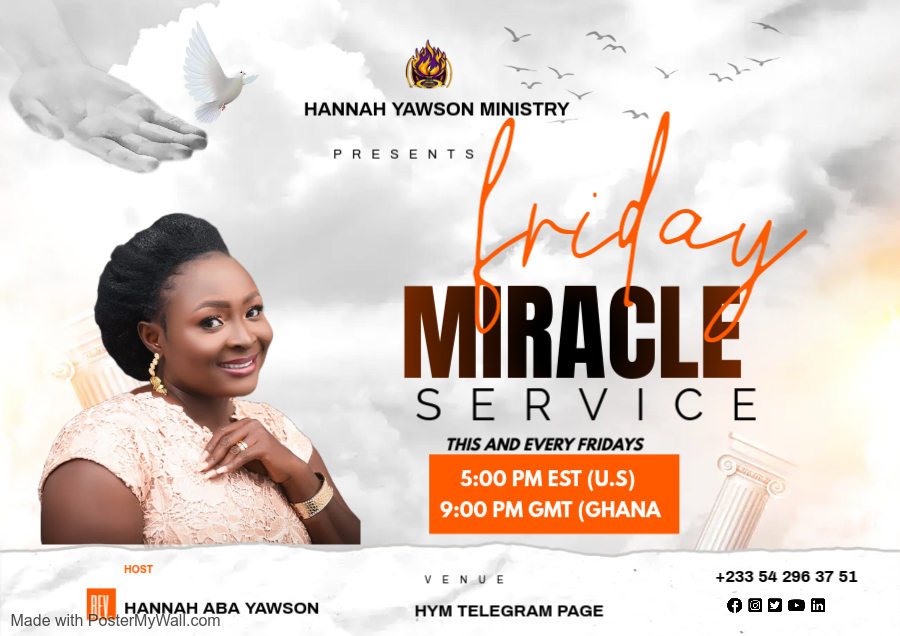 HANNAH YAWSON MINISTRY
PRESENTS
friday
MIRACLE
SERVICE
THIS AND EVERY FRIDAYS
5:00 PM EST (U.S)
9:00 PM GMT (GHANA
HOST
REV
HANNAH ABA YAWSON
VENUE
HYM TELEGRAM PAGE
+233 54 296 37 51
Made with PosterMyWall.com